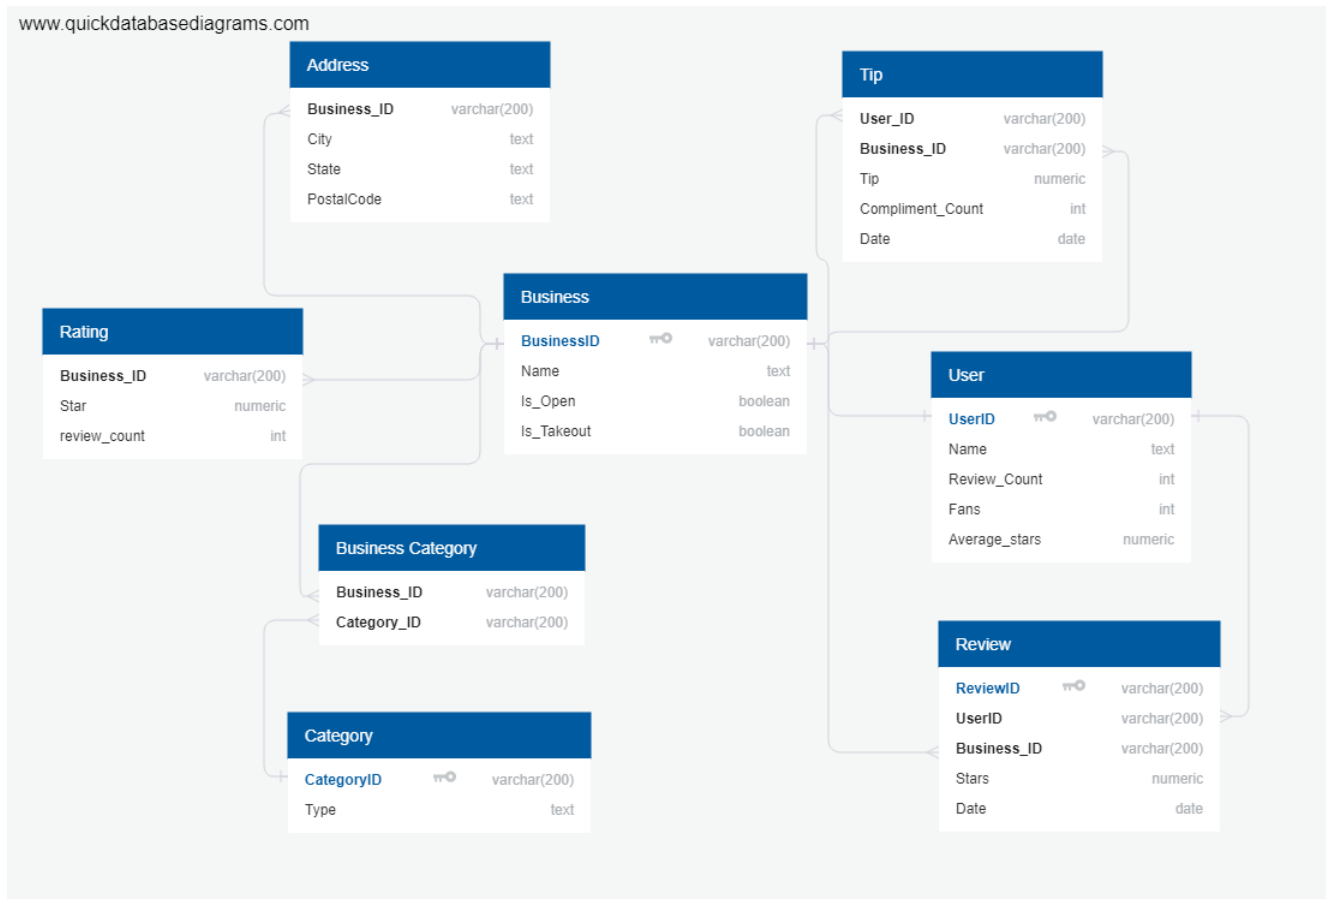 www.quickdatabasediagrams.com
Address
Business_ID varchar(200)
City text
State text
PostalCode text
Tip
User_ID varchar(200)
Business_ID varchar(200)
Tip numeric
Compliment_Count int
Date date
Business
BusinessID varchar(200)
Name text
Is_Open boolean
Is_Takeout boolean
Rating
Business_ID varchar(200)
Star numeric
review_count int
User
UserID varchar(200)
Name text
Review_Count int
Fans int
Average_stars numeric
Business Category
Business_ID varchar(200)
Category_ID varchar(200)
Review
ReviewID varchar(200)
UserID varchar(200)
Business_ID varchar(200)
Stars numeric
Date date
Category
CategoryID varchar(200)
Type text